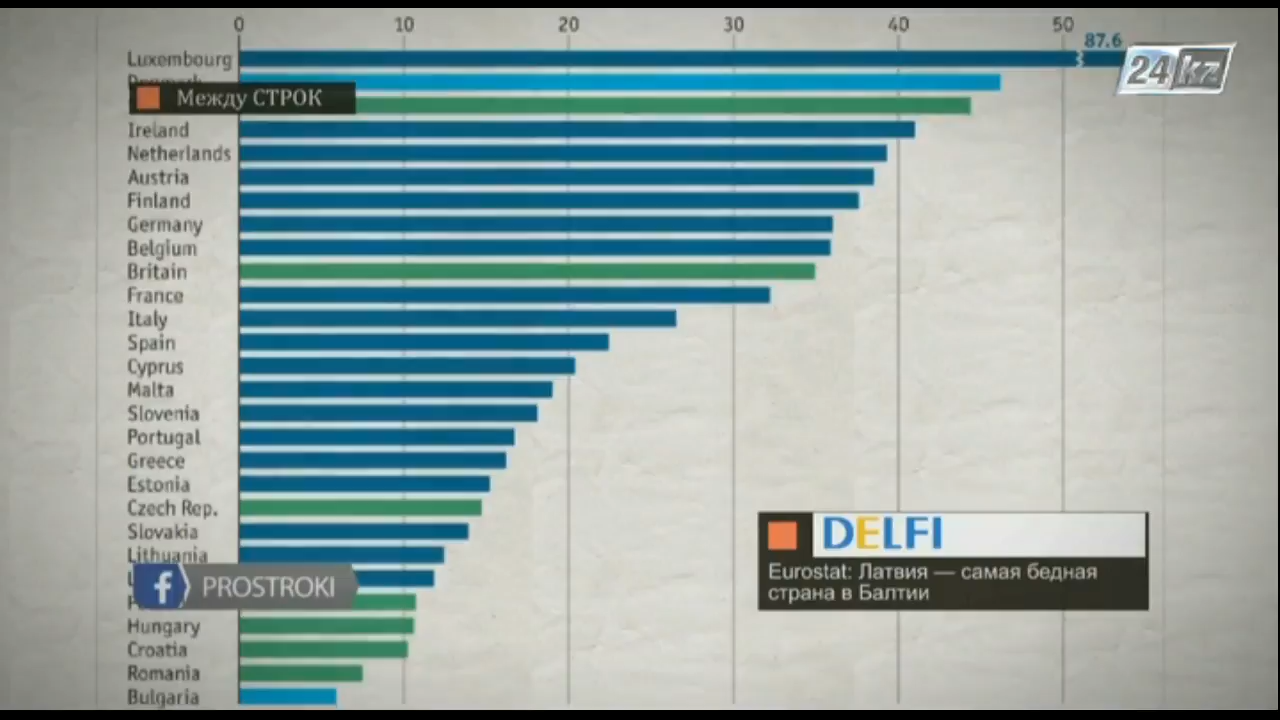 0 10 20 30 40 50
87.6
24 kz
Luxembourg
Между СТРОК
Ireland
Netherlands
Austria
Finland
Germany
Belgium
Britain
France
Italy
Spain
Cyprus
Malta
Slovenia
Portugal
Greece
Estonia
Czech Rep.
Slovakia
Lithuania
f PROSTROKI
Hungary
Croatia
Romania
Bulgaria
DELFI
Eurostat: Латвия — самая бедная
страна в Балтии